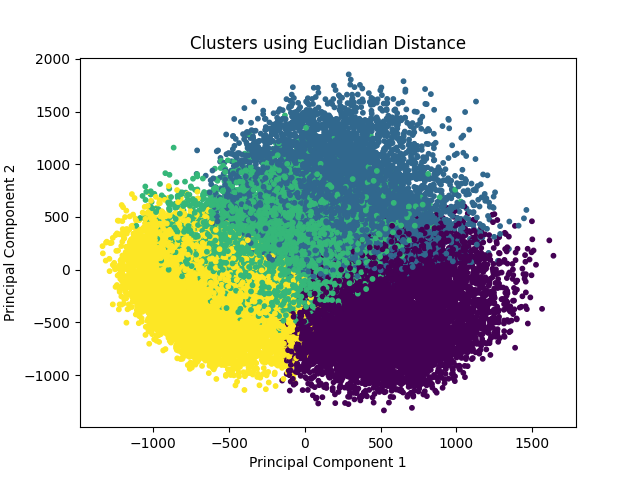 Clusters using Euclidian Distance
2000
1500
1000
500
0
−500
−1000
Principal Component 2
−1000 −500 0 500 1000 1500
Principal Component 1